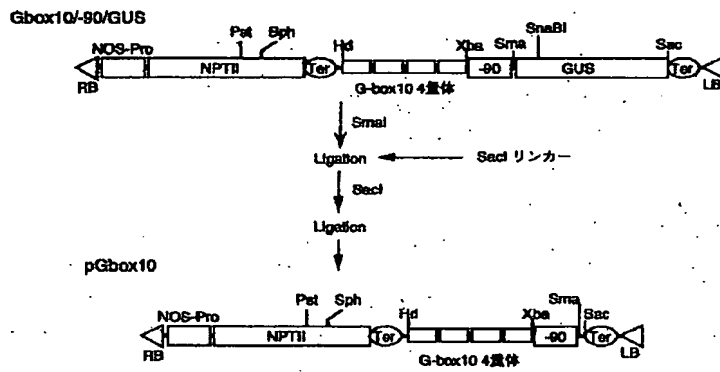 Gbox10/-90/GUS
NOS-Pro Pst Sph Hd Xba Sma SnaBI Sac
NPTII Ter -90 GUS Ter
RB G-box10 4量体 LB
SmaI
Ligation SacI リンカー
SacI
Ligation
pGbox10
NOS-Pro Pst Sph Hd Xba Sma Sac
NPTII Ter -90 Ter
RB G-box10 4量体 LB